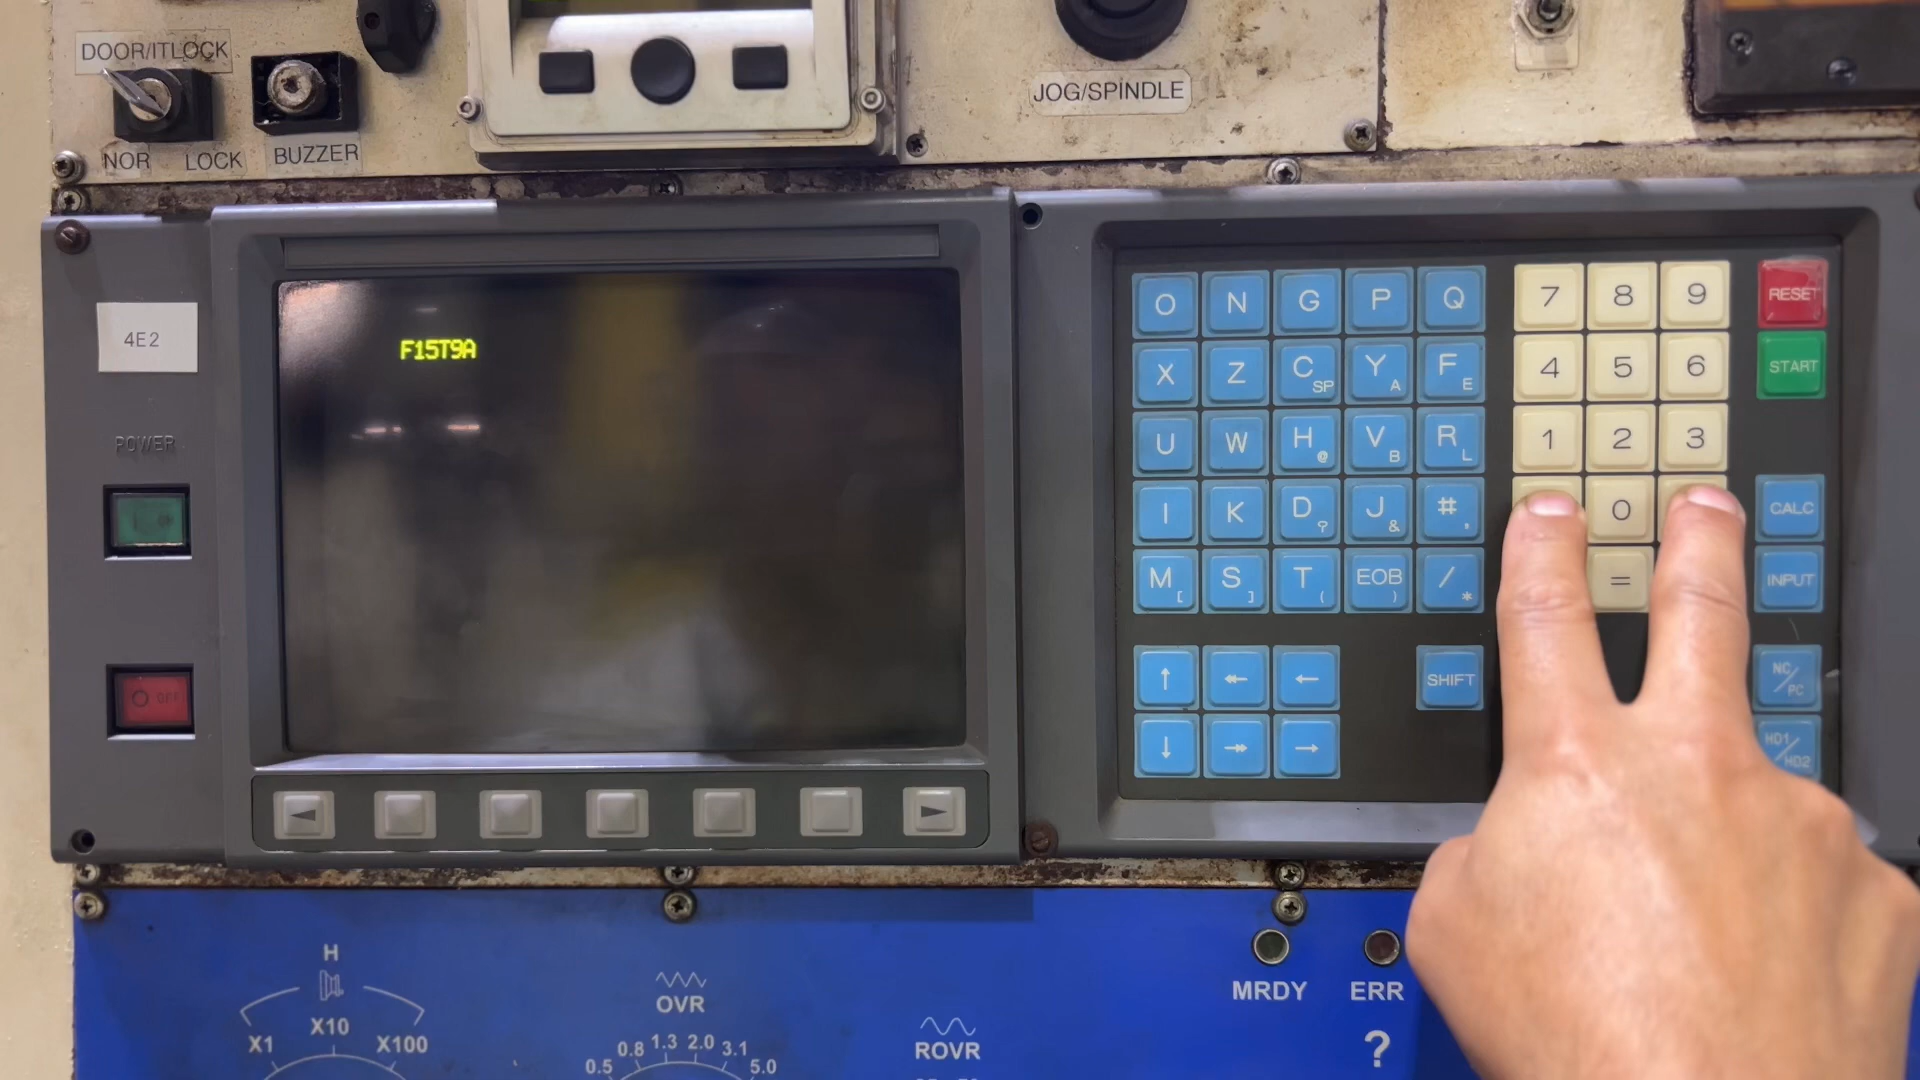 DOOR/ITLOCK
NOR LOCK
BUZZER
JOG/SPINDLE
4E2
POWER
OFF
F15T9A
O N G P Q 7 8 9 RESET
X Z C SP Y A F E 4 5 6 START
U W H @ V B R L 1 2 3
I K D ? J & # , 0 CALC
M [ S ] T ( EOB ) / * = INPUT
↑ ← SHIFT NC/PC
↓ → HD1/HD2
MRDY ERR
?
H
X1 X10 X100
OVR
0.5 0.8 1.3 2.0 3.1 5.0
ROVR